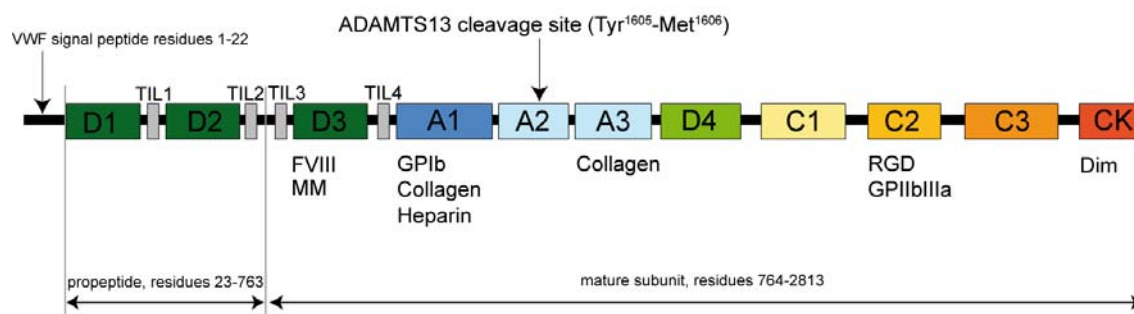 ADAMTS13 cleavage site (Tyr¹⁶⁰⁵-Met¹⁶⁰⁶)
VWF signal peptide residues 1-22
TIL1
TIL2
TIL3
TIL4
D1
D2
D3
A1
A2
A3
D4
C1
C2
C3
CK
FVIII
MM
GPIb
Collagen
Heparin
Collagen
RGD
GPIIbIIIa
Dim
propeptide, residues 23-763
mature subunit, residues 764-2813